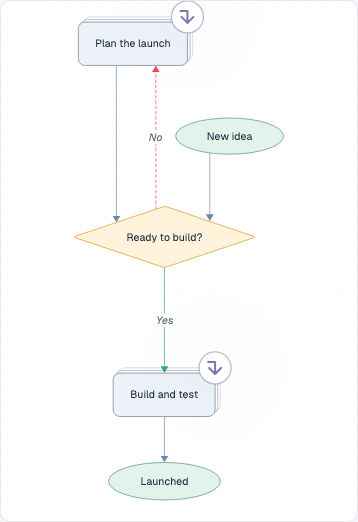 Plan the launch
No
New idea
Ready to build?
Yes
Build and test
Launched